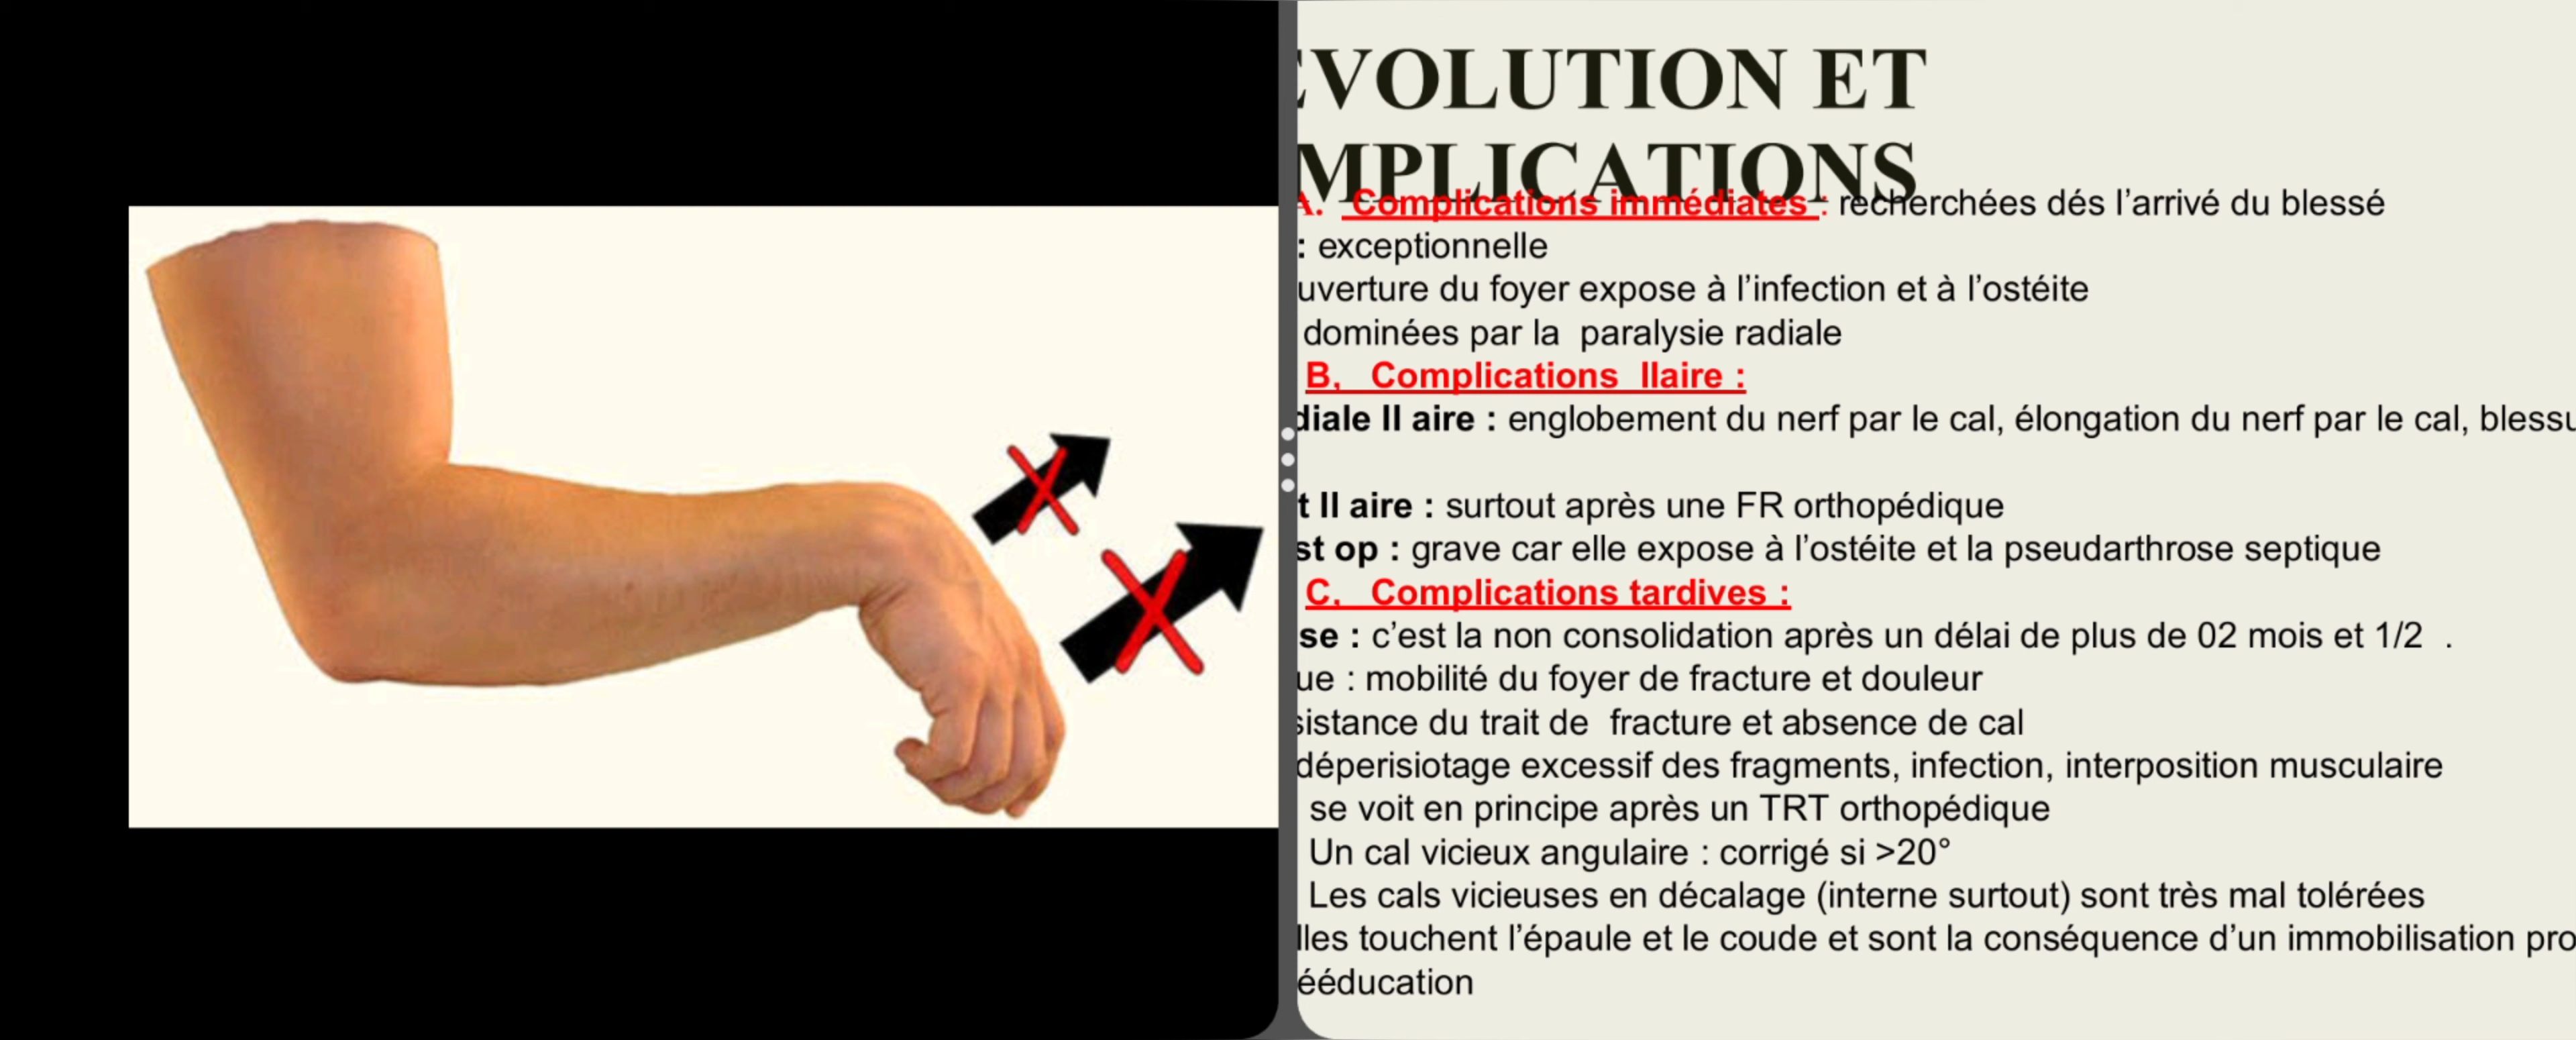 EVOLUTION ET
MPLICATIONS
A. Complications immédiates : recherchées dés l’arrivé du blessé
: exceptionnelle
uverture du foyer expose à l’infection et à l’ostéite
dominées par la paralysie radiale
B, Complications IIaire :
diale II aire : englobement du nerf par le cal, élongation du nerf par le cal, blessu
t II aire : surtout après une FR orthopédique
st op : grave car elle expose à l’ostéite et la pseudarthrose septique
C, Complications tardives :
se : c’est la non consolidation après un délai de plus de 02 mois et 1/2 .
ue : mobilité du foyer de fracture et douleur
sistance du trait de fracture et absence de cal
déperisiotage excessif des fragments, infection, interposition musculaire
se voit en principe après un TRT orthopédique
Un cal vicieux angulaire : corrigé si >20°
Les cals vicieuses en décalage (interne surtout) sont très mal tolérées
lles touchent l’épaule et le coude et sont la conséquence d’un immobilisation pro
ééducation